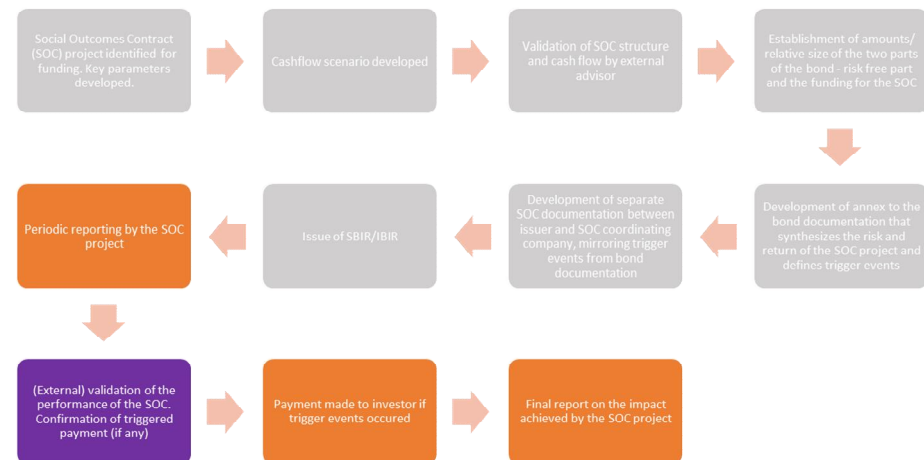 Social Outcomes Contract
(SOC) project identified for
funding. Key parameters
developed.
Cashflow scenario developed
Validation of SOC structure
and cash flow by external
advisor
Establishment of amounts/
relative size of the two parts
of the bond - risk free part
and the funding for the SOC
Development of annex to the
bond documentation that
synthesizes the risk and
return of the SOC project and
defines trigger events
Development of separate
SOC documentation between
issuer and SOC coordinating
company, mirroring trigger
events from bond
documentation
Issue of SBIR/IBIR
Periodic reporting by the SOC
project
(External) validation of the
performance of the SOC.
Confirmation of triggered
payment (if any)
Payment made to investor if
trigger events occured
Final report on the impact
achieved by the SOC project